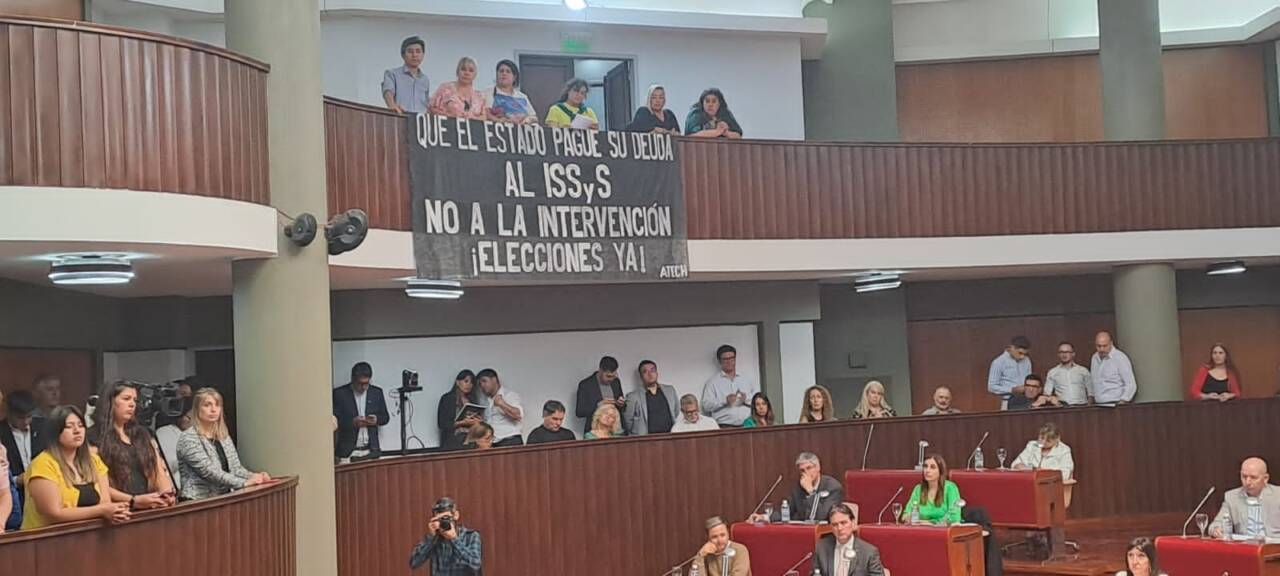 QUE EL ESTADO PAGUE SU DEUDA
AL ISSyS
NO A LA INTERVENCIÓN
¡ELECCIONES YA!
ATECH